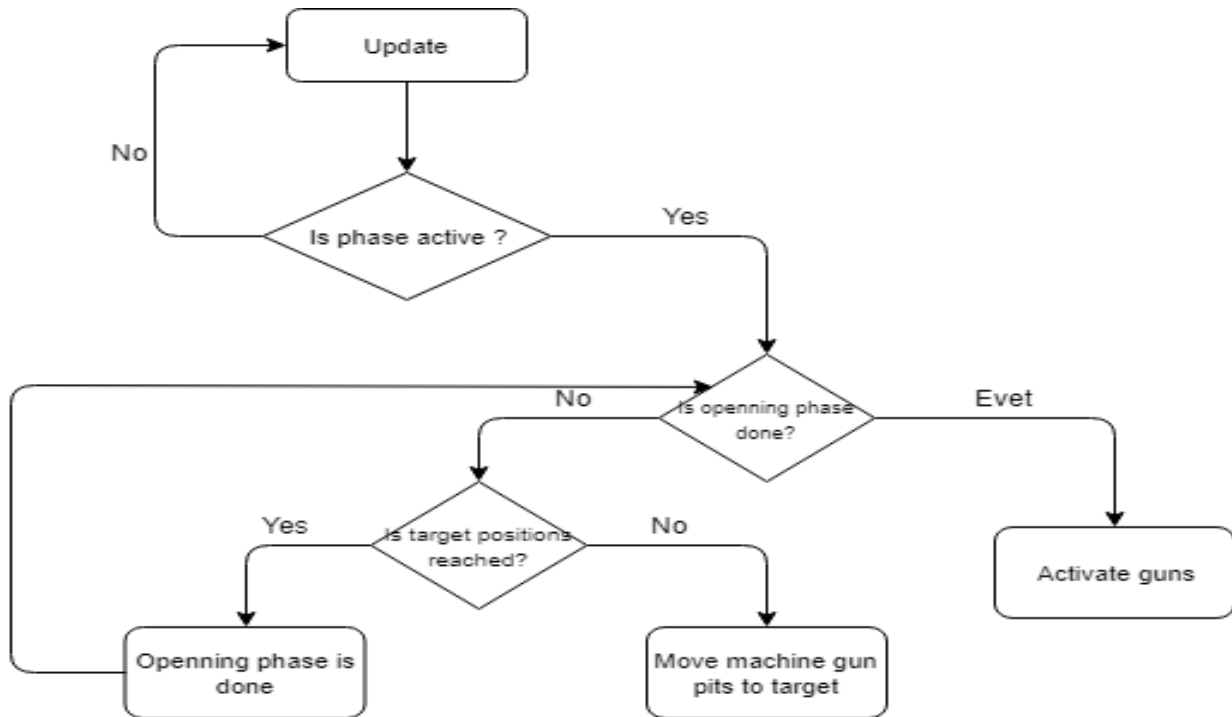 Update
No
Is phase active ?
Yes
No
Is openning phase
done?
Evet
Yes
Is target positions
reached?
No
Activate guns
Openning phase is
done
Move machine gun
pits to target